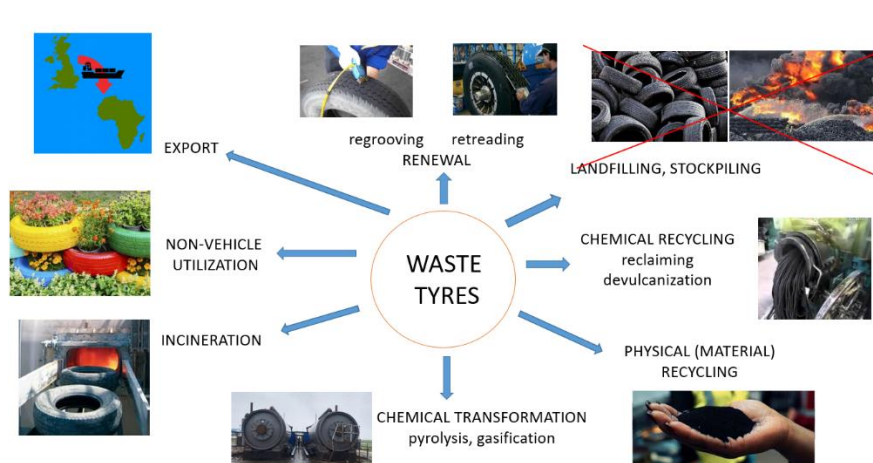 regrooving retreading
RENEWAL
EXPORT
LANDFILLING, STOCKPILING
NON-VEHICLE
UTILIZATION
WASTE
TYRES
CHEMICAL RECYCLING
reclaiming
devulcanization
INCINERATION
PHYSICAL (MATERIAL)
RECYCLING
CHEMICAL TRANSFORMATION
pyrolysis, gasification